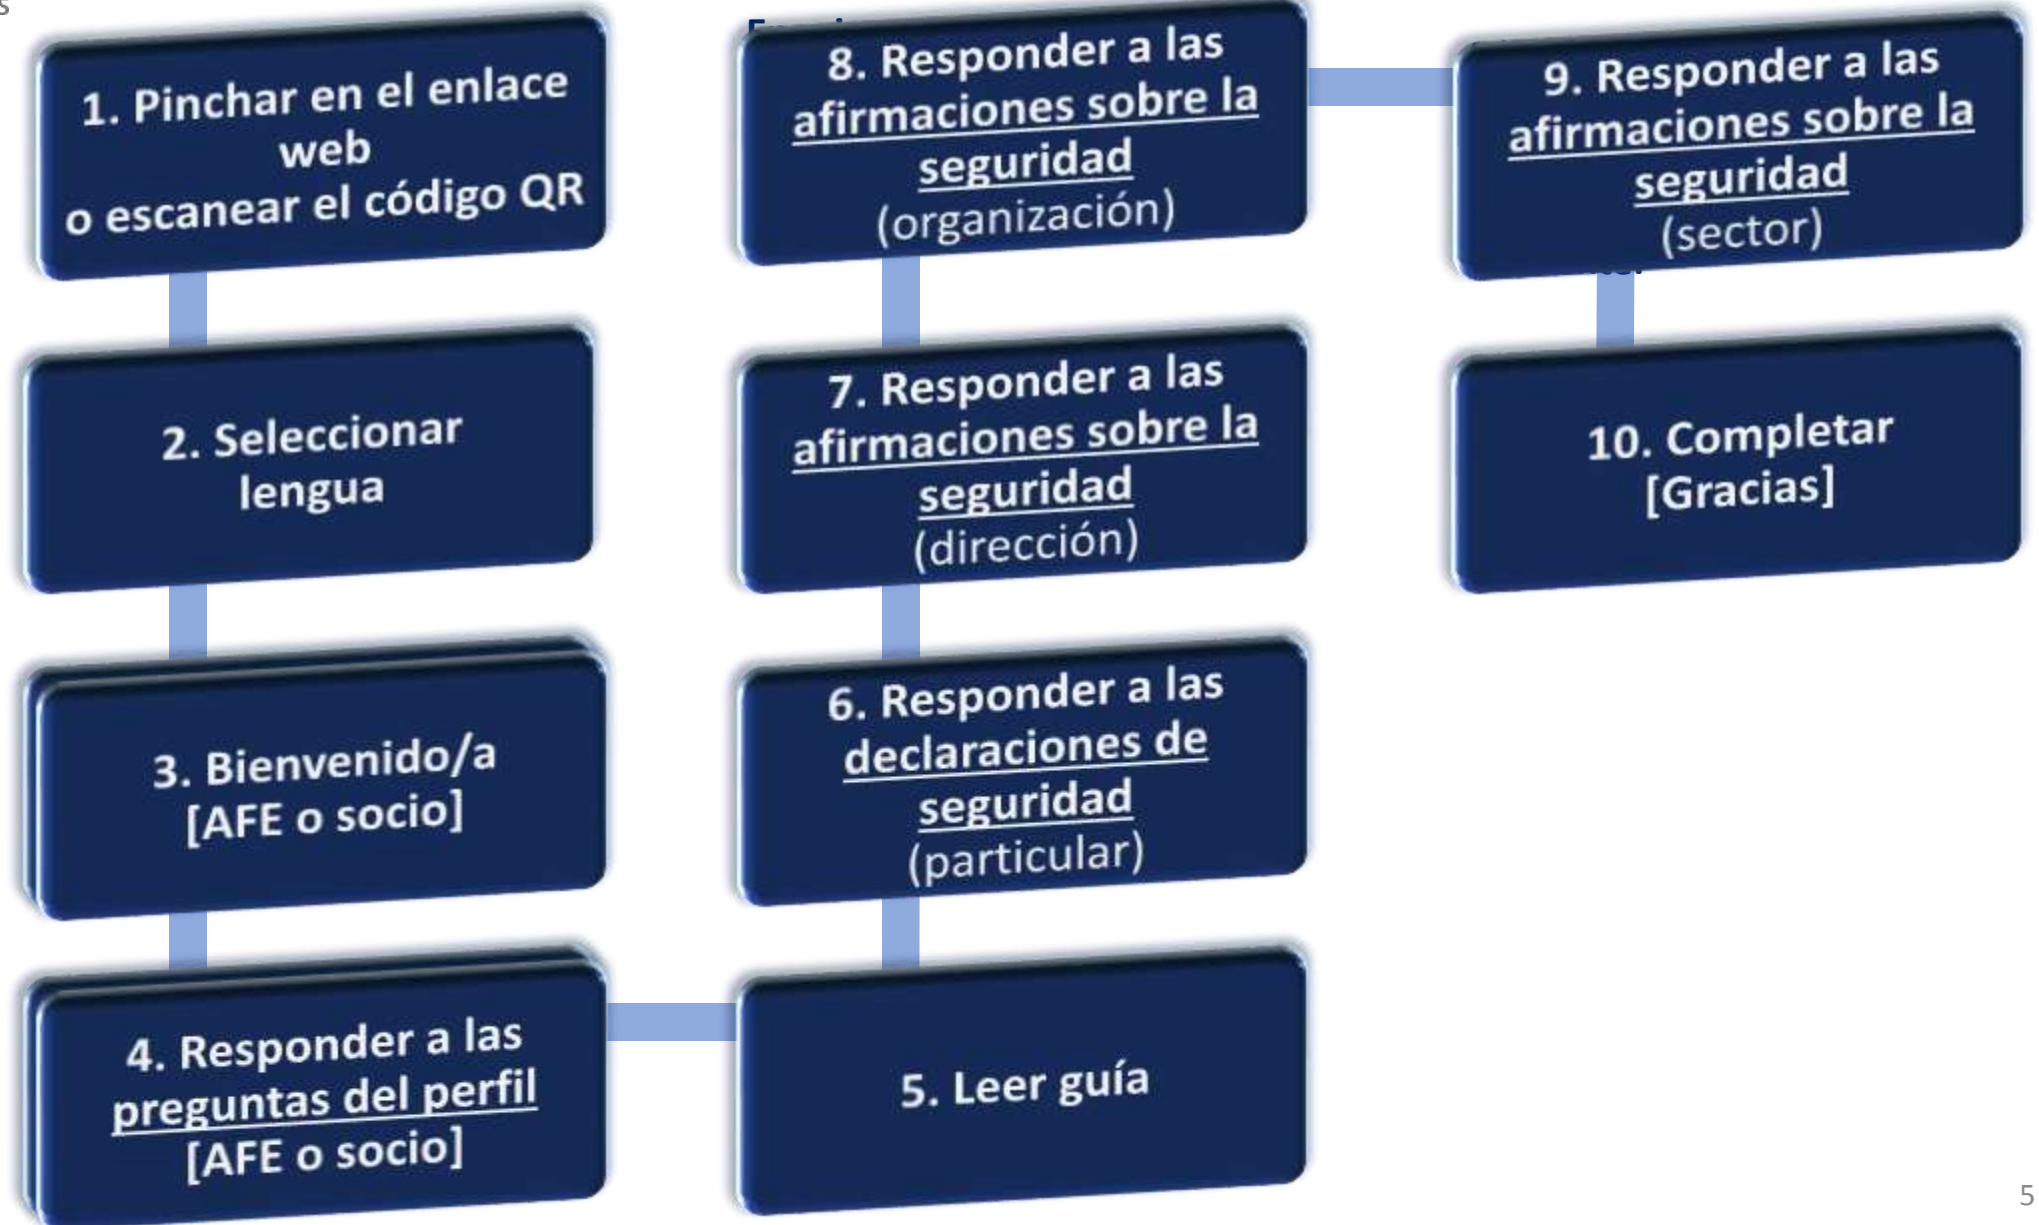 1. Pinchar en el enlace
web
o escanear el código QR
2. Seleccionar
lengua
3. Bienvenido/a
[AFE o socio]
4. Responder a las
preguntas del perfil
[AFE o socio]
5. Leer guía
6. Responder a las
declaraciones de
seguridad
(particular)
7. Responder a las
afirmaciones sobre la
seguridad
(dirección)
8. Responder a las
afirmaciones sobre la
seguridad
(organización)
9. Responder a las
afirmaciones sobre la
seguridad
(sector)
10. Completar
[Gracias]
5